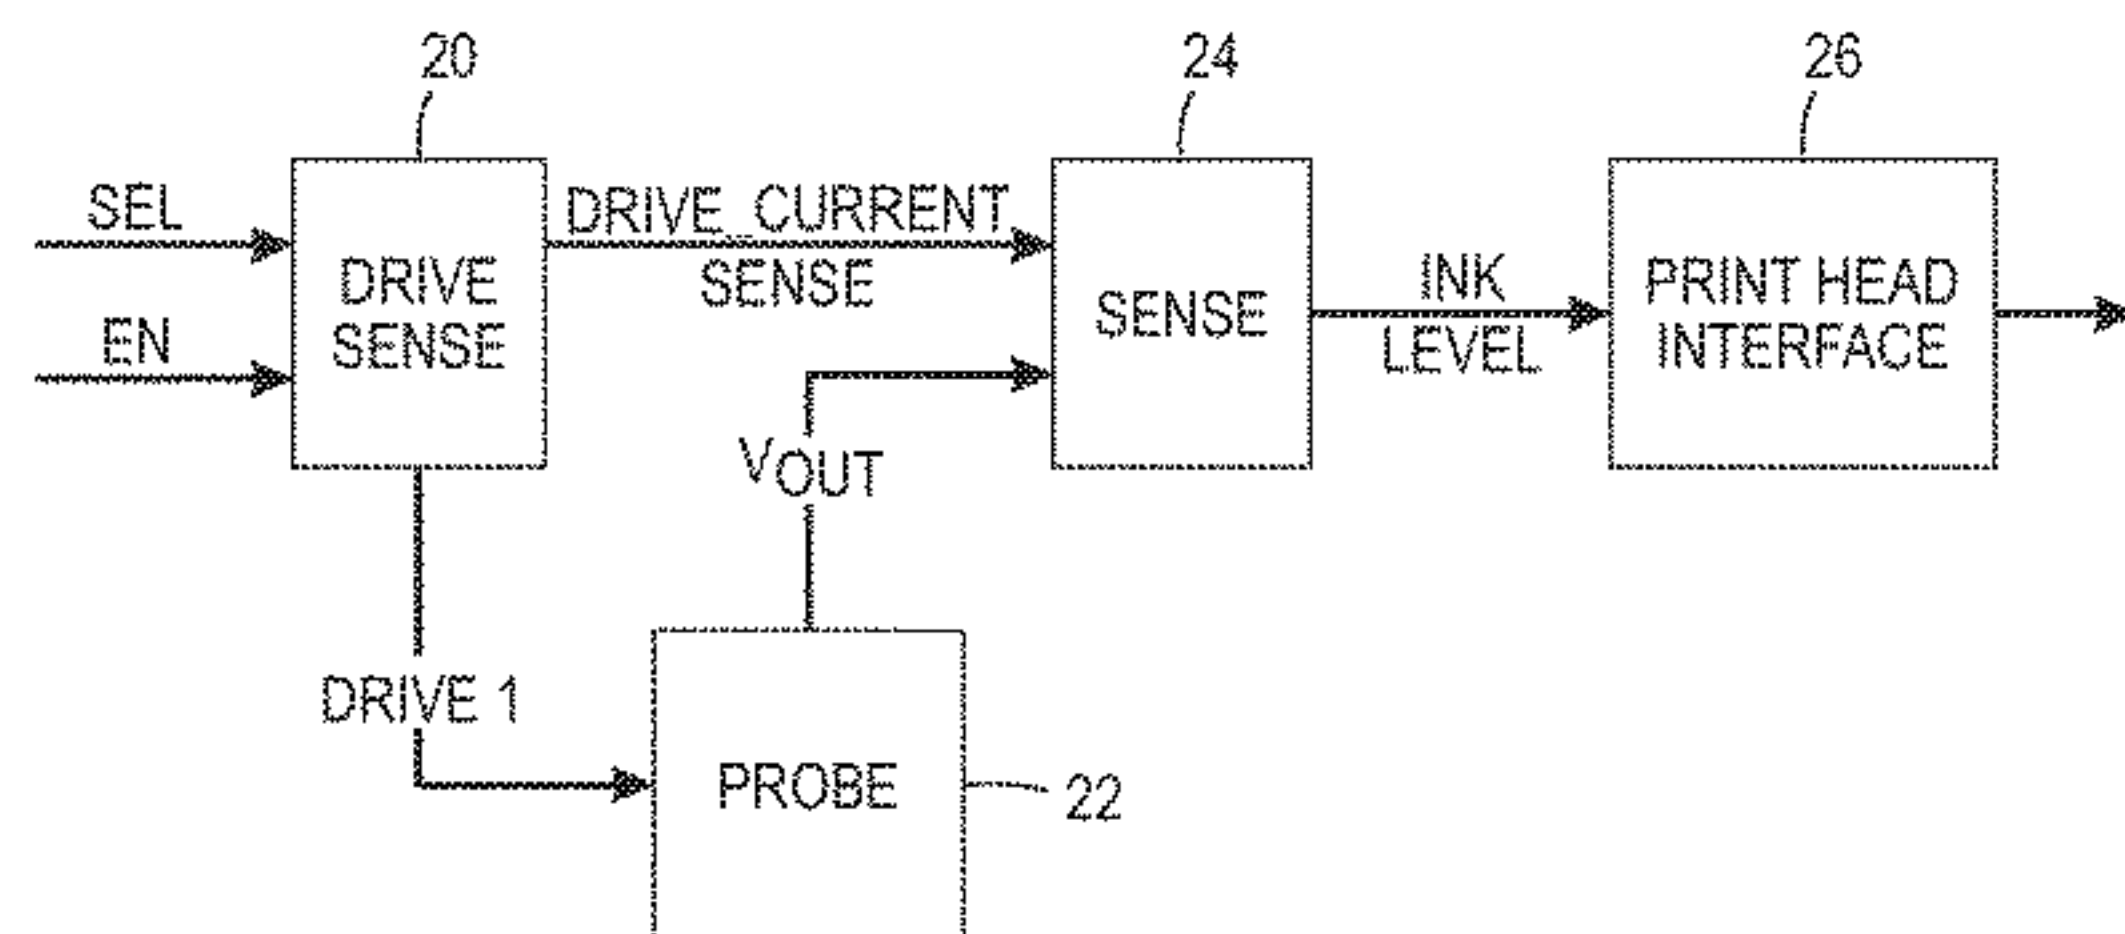 20
24
26
SEL
EN
DRIVE
SENSE
DRIVE_CURRENT
SENSE
SENSE
INK
LEVEL
PRINT HEAD
INTERFACE
VOUT
DRIVE 1
PROBE
22